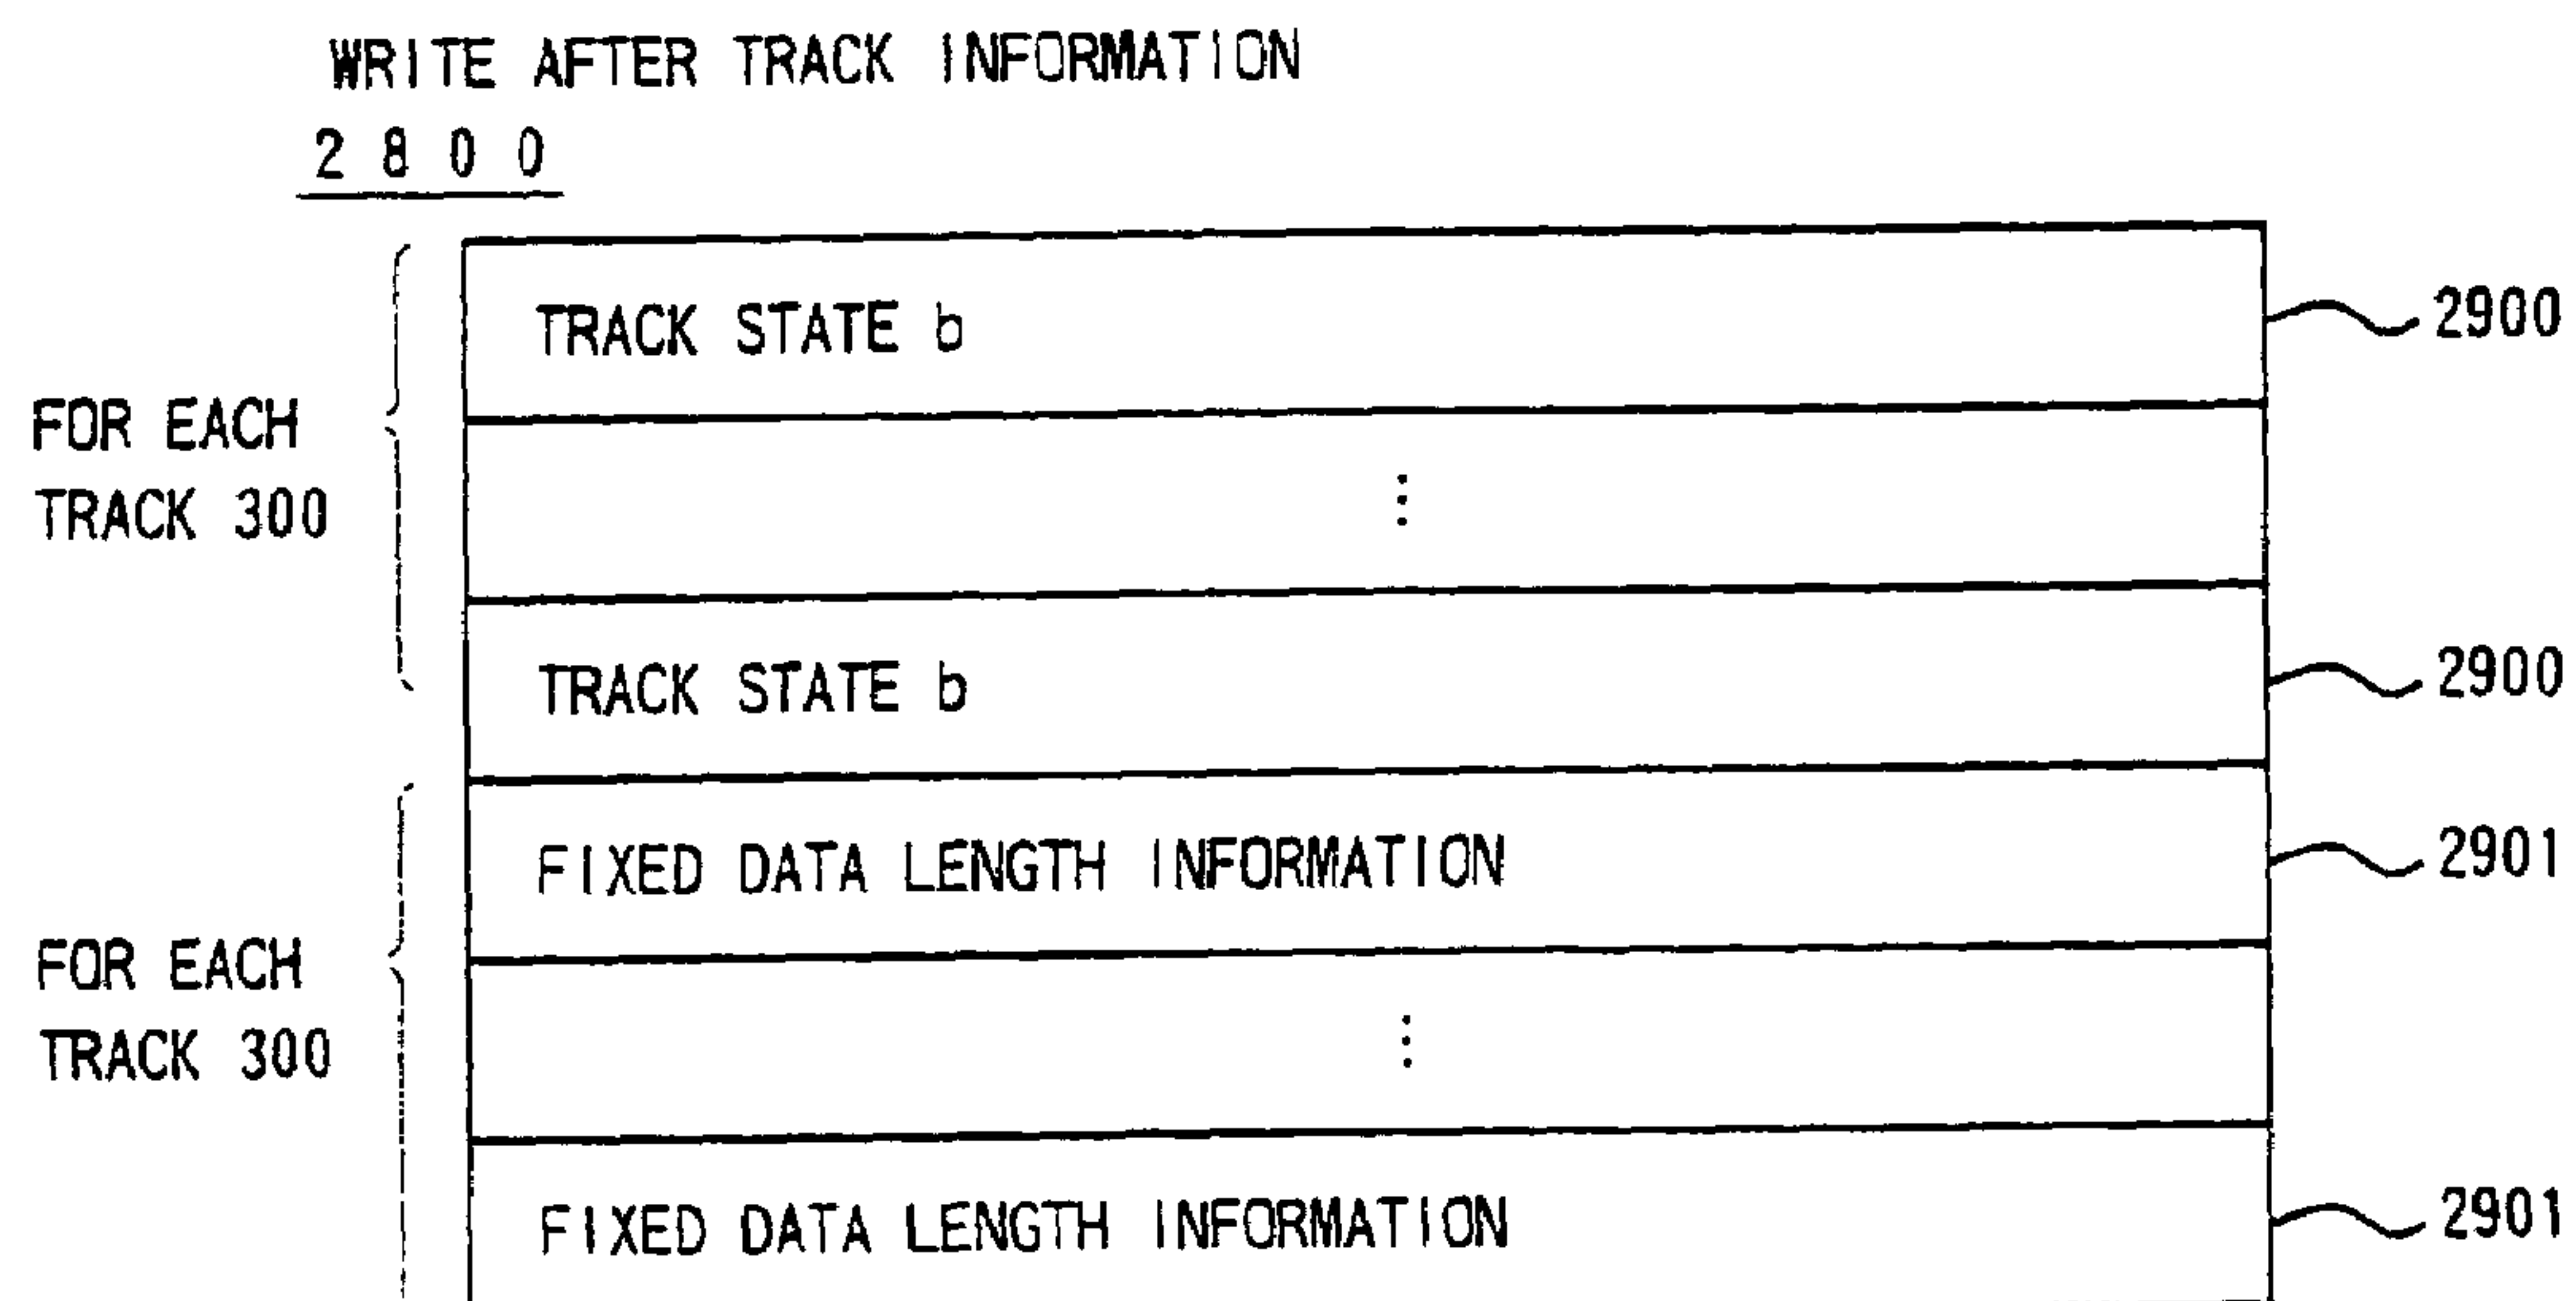 WRITE AFTER TRACK INFORMATION
2800
TRACK STATE b
2900
FOR EACH
TRACK 300
⋮
TRACK STATE b
2900
FIXED DATA LENGTH INFORMATION
2901
FOR EACH
TRACK 300
⋮
FIXED DATA LENGTH INFORMATION
2901